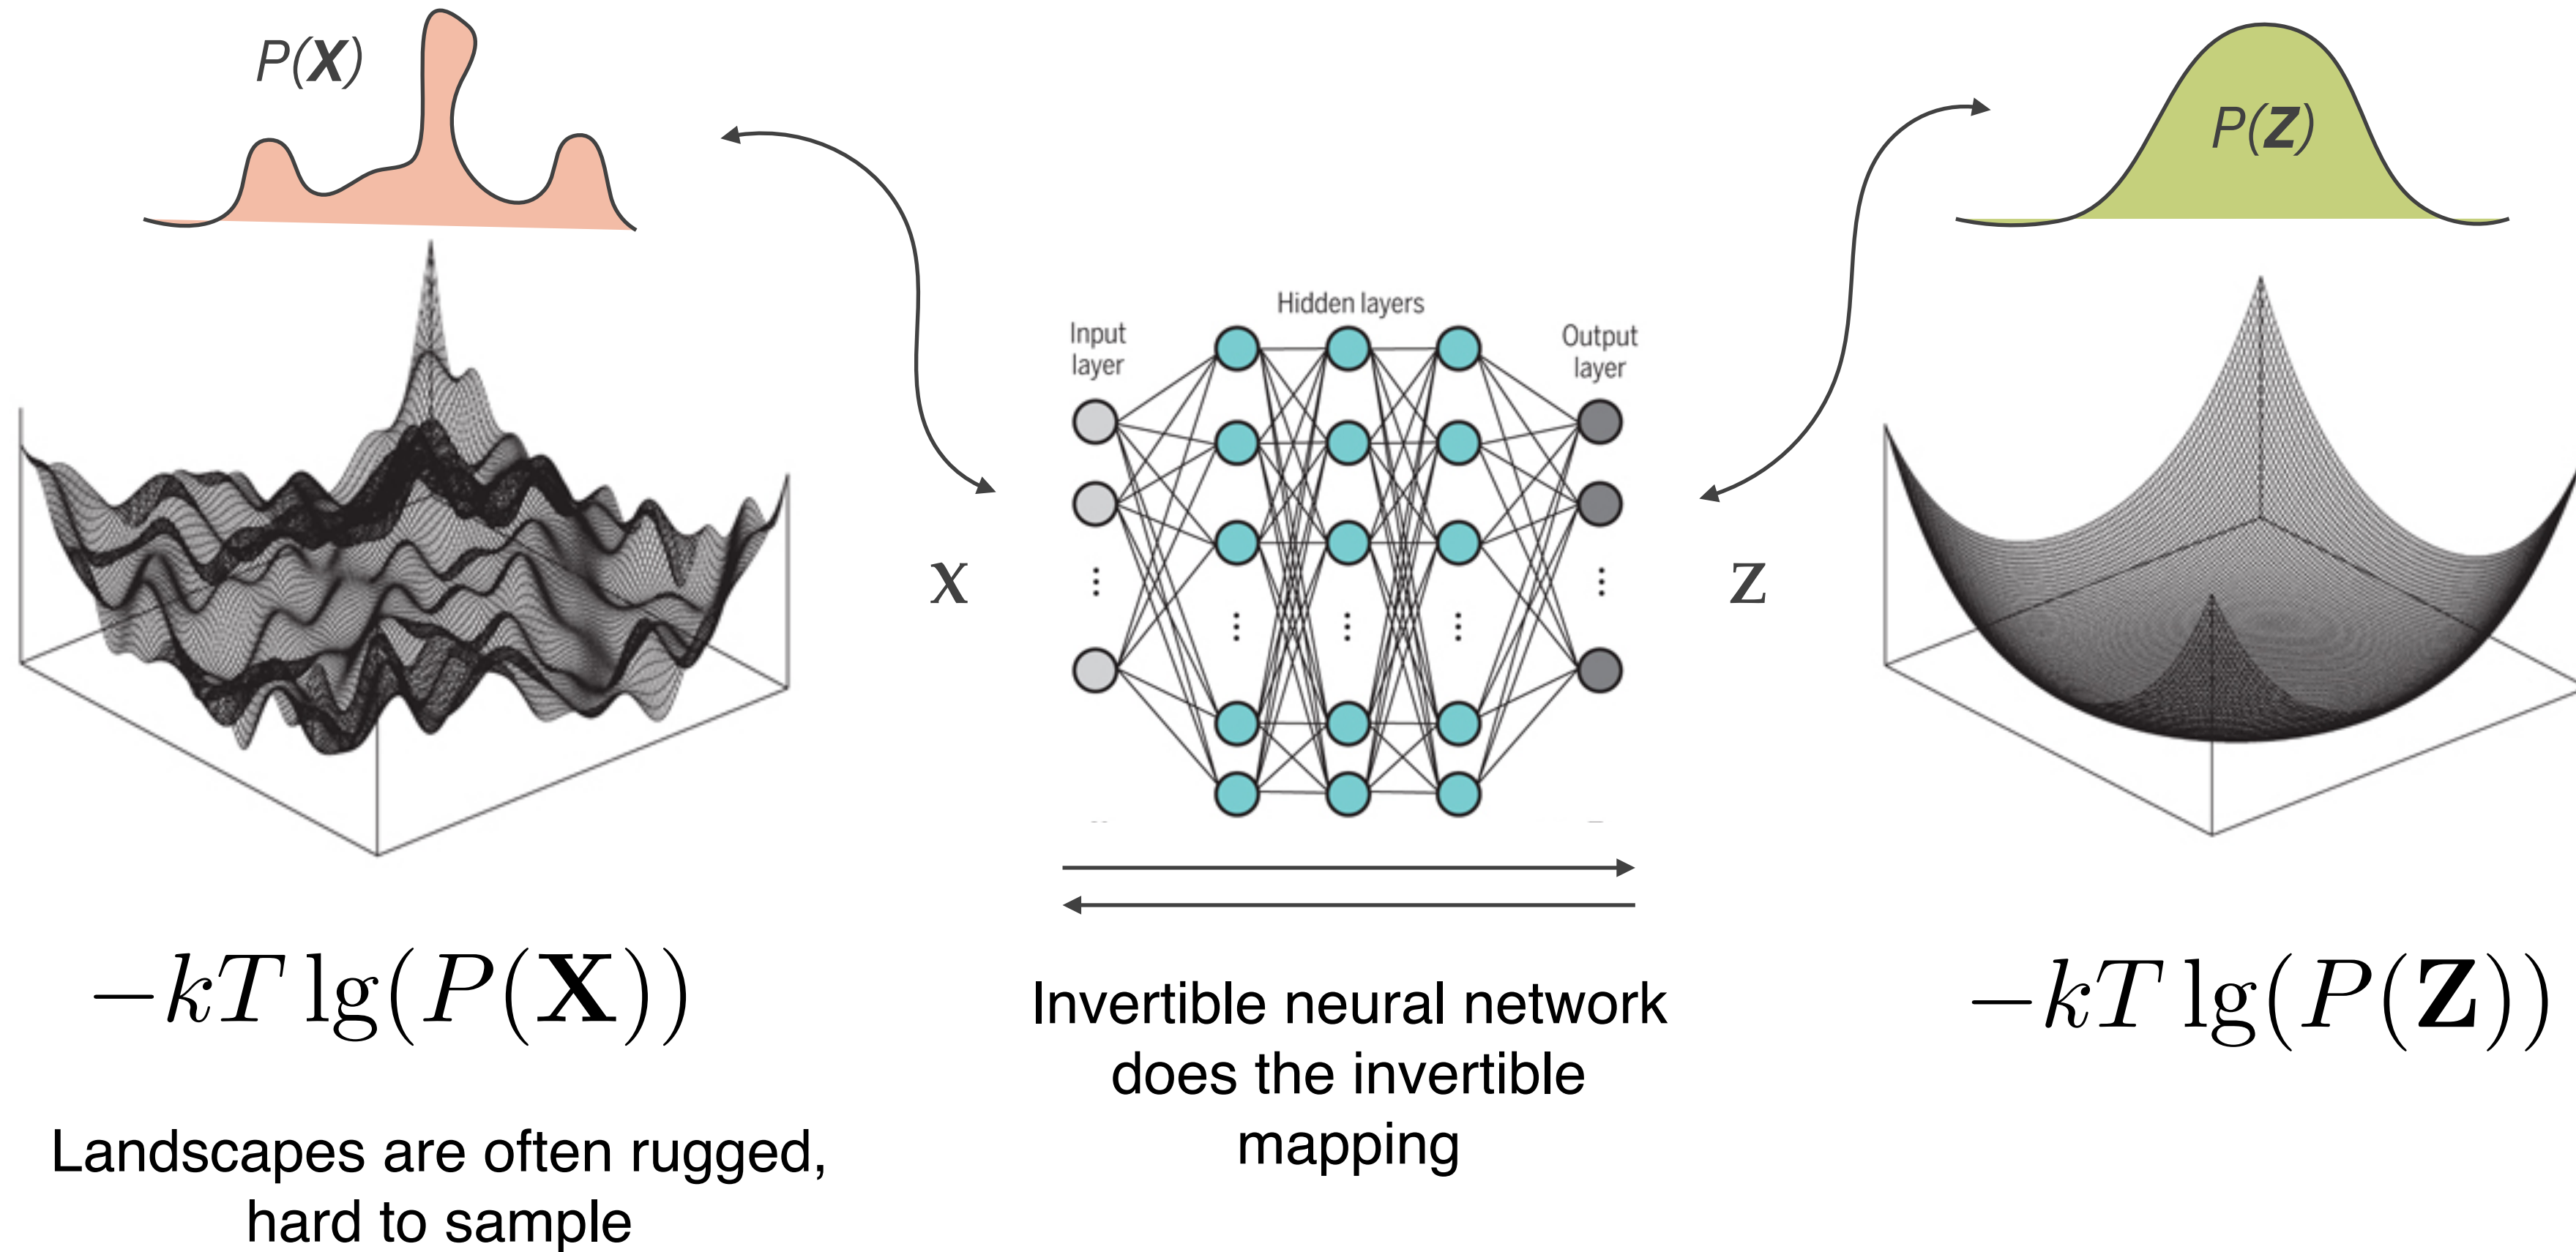 P(X)
P(Z)
Hidden layers
Input
layer
Output
layer
X
Z
−kT lg(P(X))
Landscapes are often rugged,
hard to sample
Invertible neural network
does the invertible
mapping
−kT lg(P(Z))